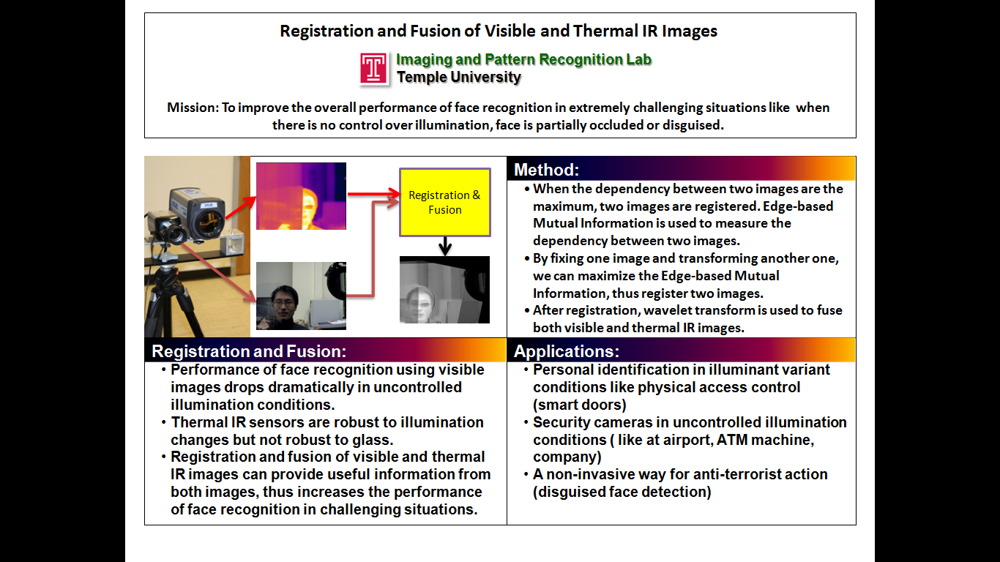 Registration and Fusion of Visible and Thermal IR Images
Imaging and Pattern Recognition Lab
Temple University
Mission: To improve the overall performance of face recognition in extremely challenging situations like when
there is no control over illumination, face is partially occluded or disguised.
Registration &
Fusion
Method:
• When the dependency between two images are the
maximum, two images are registered. Edge-based
Mutual Information is used to measure the
dependency between two images.
• By fixing one image and transforming another one,
we can maximize the Edge-based Mutual
Information, thus register two images.
• After registration, wavelet transform is used to fuse
both visible and thermal IR images.
Registration and Fusion:
• Performance of face recognition using visible
images drops dramatically in uncontrolled
illumination conditions.
• Thermal IR sensors are robust to illumination
changes but not robust to glass.
• Registration and fusion of visible and thermal
IR images can provide useful information from
both images, thus increases the performance
of face recognition in challenging situations.
Applications:
• Personal identification in illuminant variant
conditions like physical access control
(smart doors)
• Security cameras in uncontrolled illumination
conditions ( like at airport, ATM machine,
company)
• A non-invasive way for anti-terrorist action
(disguised face detection)